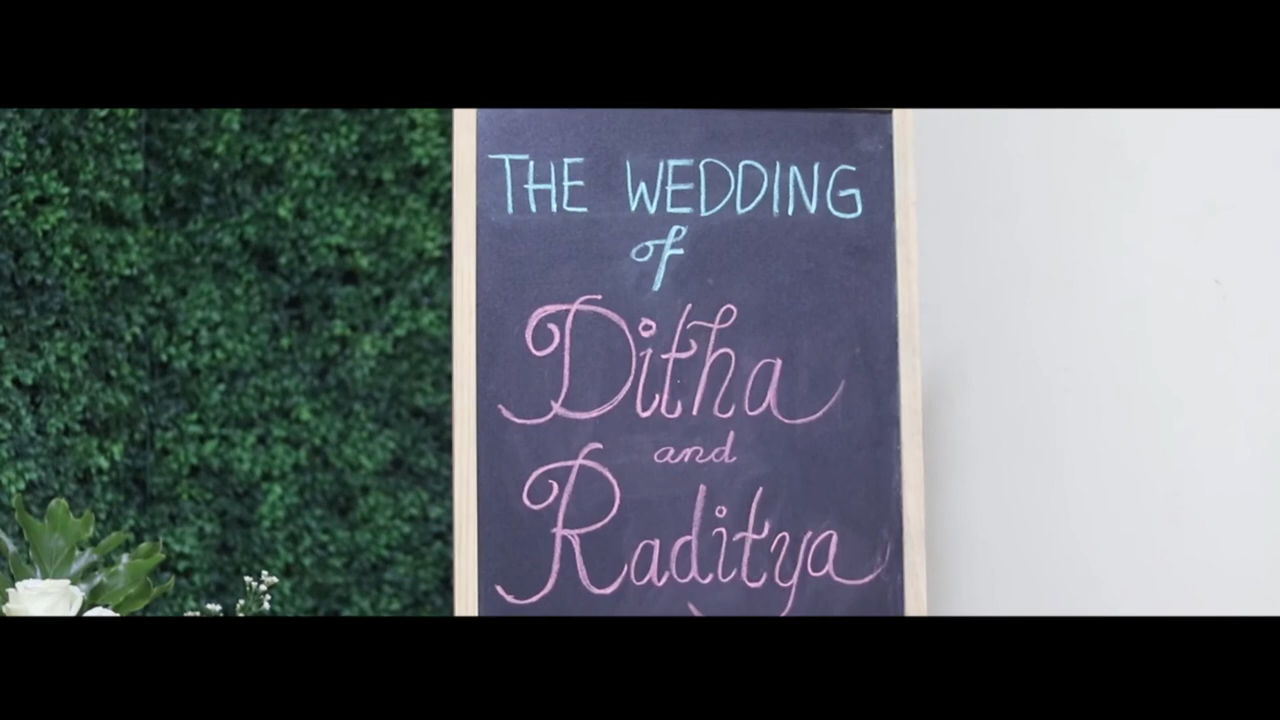 THE WEDDING
of
Ditha
and
Raditya